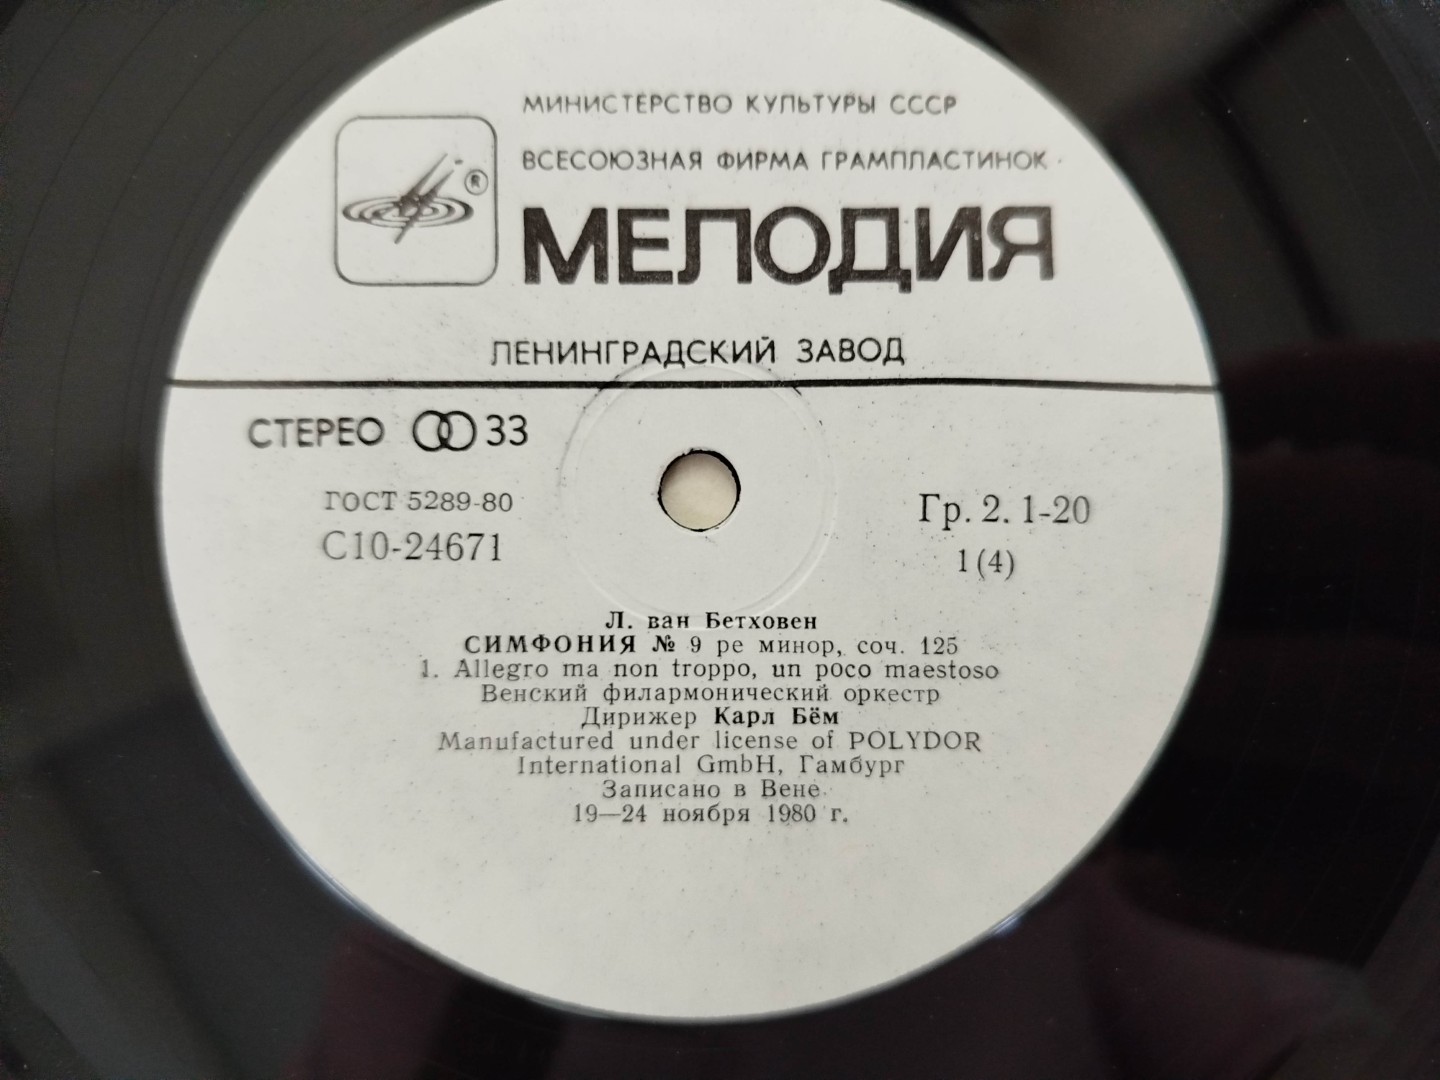 МИНИСТЕРСТВО КУЛЬТУРЫ СССР
ВСЕСОЮЗНАЯ ФИРМА ГРАМПЛАСТИНОК
®
МЕЛОДИЯ
ЛЕНИНГРАДСКИЙ ЗАВОД
СТЕРЕО 33
ГОСТ 5289-80
С10-24671
Гр. 2. 1-20
1(4)
Л. ван Бетховен
СИМФОНИЯ № 9 ре минор, соч. 125
1. Allegro ma non troppo, un poco maestoso
Венский филармонический оркестр
Дирижер Карл Бём
Manufactured under license of POLYDOR
International GmbH, Гамбург
Записано в Вене
19—24 ноября 1980 г.